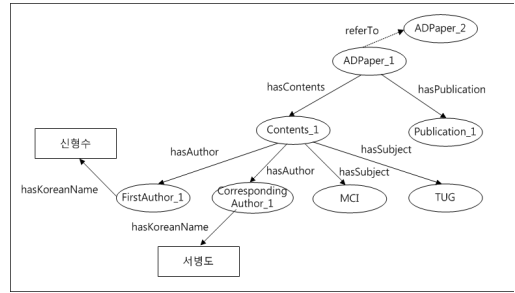 referTo
ADPaper_2
ADPaper_1
hasContents
hasPublication
Contents_1
Publication_1
신형수
hasAuthor
hasAuthor
hasSubject
hasSubject
hasKoreanName
FirstAuthor_1
Corresponding
Author_1
MCI
TUG
hasKoreanName
서병도